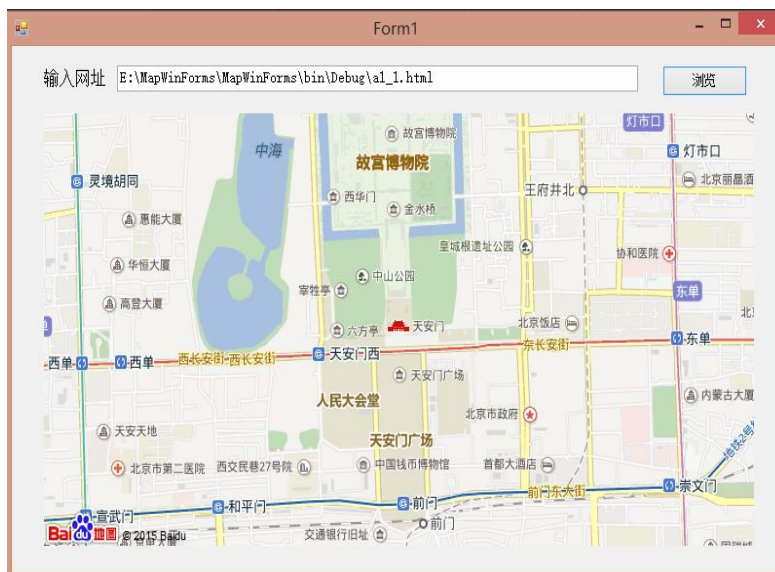 Form1
输入网址
E:\MapWinForms\MapWinForms\bin\Debug\a1_1.html
浏览
灯市口
故宫博物院
中海
灯市口
故宫博物院
灵境胡同
北京丽晶酒
王府井北
西华门
金水桥
惠能大厦
皇城根遗址公园
协和医院
华恒大厦
中山公园
宰牲亭
东单
高登大厦
北京饭店
六方亭
天安门
东单
东长安街
西单
西单
西长安街
西长安街
天安门西
天安门广场
内蒙古大厦
人民大会堂
北京市政府
天安天地
天安门广场
地铁2号线
北京市第二医院
西交民巷27号院
中国钱币博物馆
首都大酒店
崇文门
前门东大街
和平门
前门
宣武门
前门
Bai du 地图
© 2015 Baidu
交通银行旧址